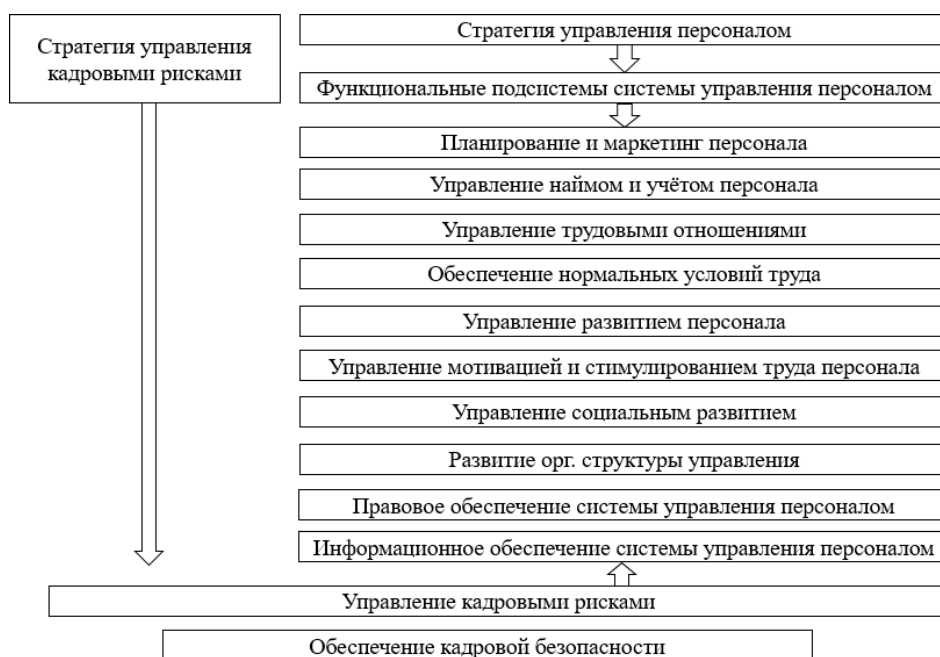 Стратегия управления
кадровыми рисками
Стратегия управления персоналом
Функциональные подсистемы системы управления персоналом
Планирование и маркетинг персонала
Управление наймом и учётом персонала
Управление трудовыми отношениями
Обеспечение нормальных условий труда
Управление развитием персонала
Управление мотивацией и стимулированием труда персонала
Управление социальным развитием
Развитие орг. структуры управления
Правовое обеспечение системы управления персоналом
Информационное обеспечение системы управления персоналом
Управление кадровыми рисками
Обеспечение кадровой безопасности